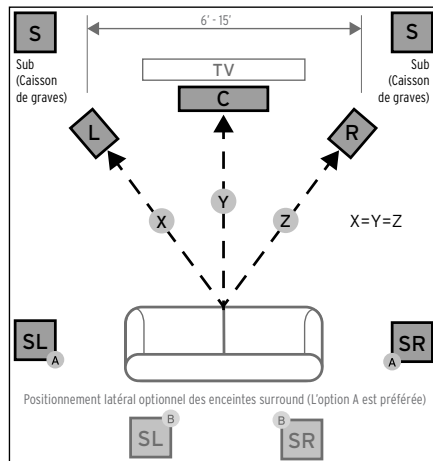 S
6' - 15'
S
Sub
(Caisson
de graves)
TV
Sub
(Caisson
de graves)
C
L
R
X
Y
Z
X=Y=Z
SL
A
SR
A
Positionnement latéral optionnel des enceintes surround (L'option A est préférée)
SL
B
B
SR